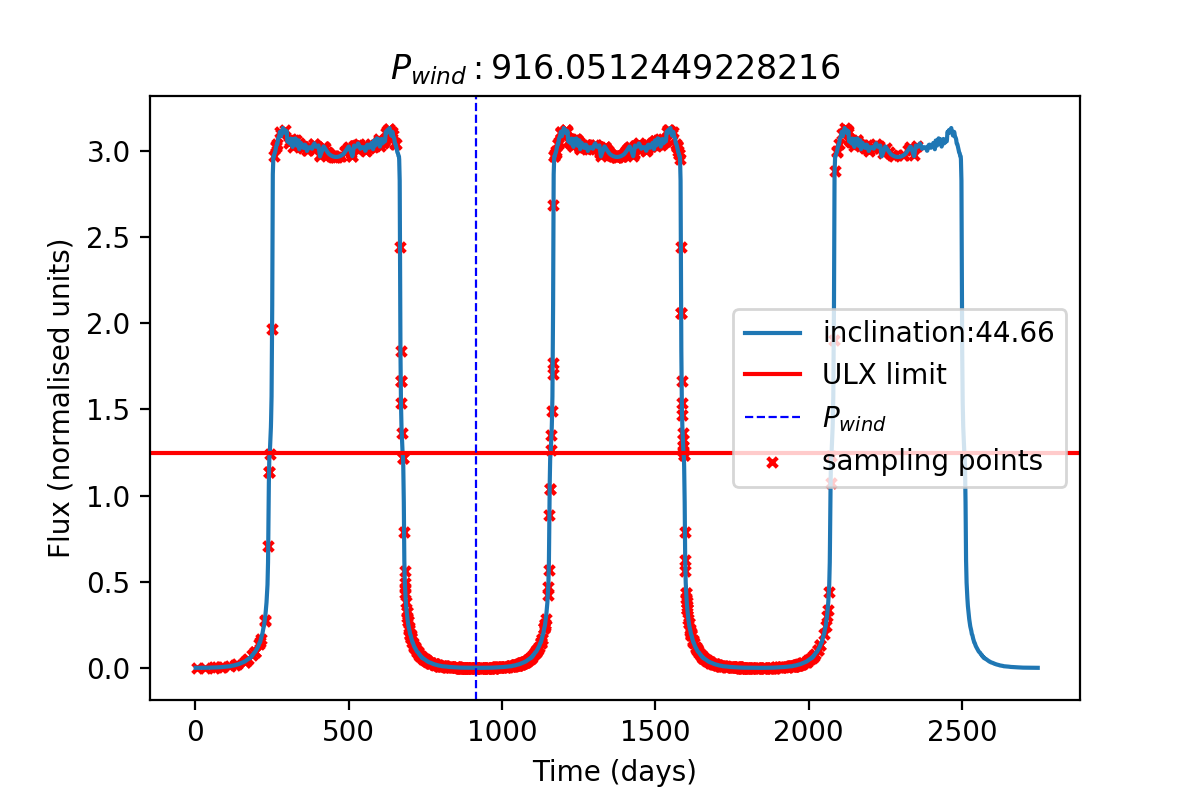 P_wind : 916.0512449228216
Flux (normalised units)
3.0
2.5
2.0
1.5
1.0
0.5
0.0
inclination:44.66
ULX limit
P_wind
sampling points
0 500 1000 1500 2000 2500
Time (days)